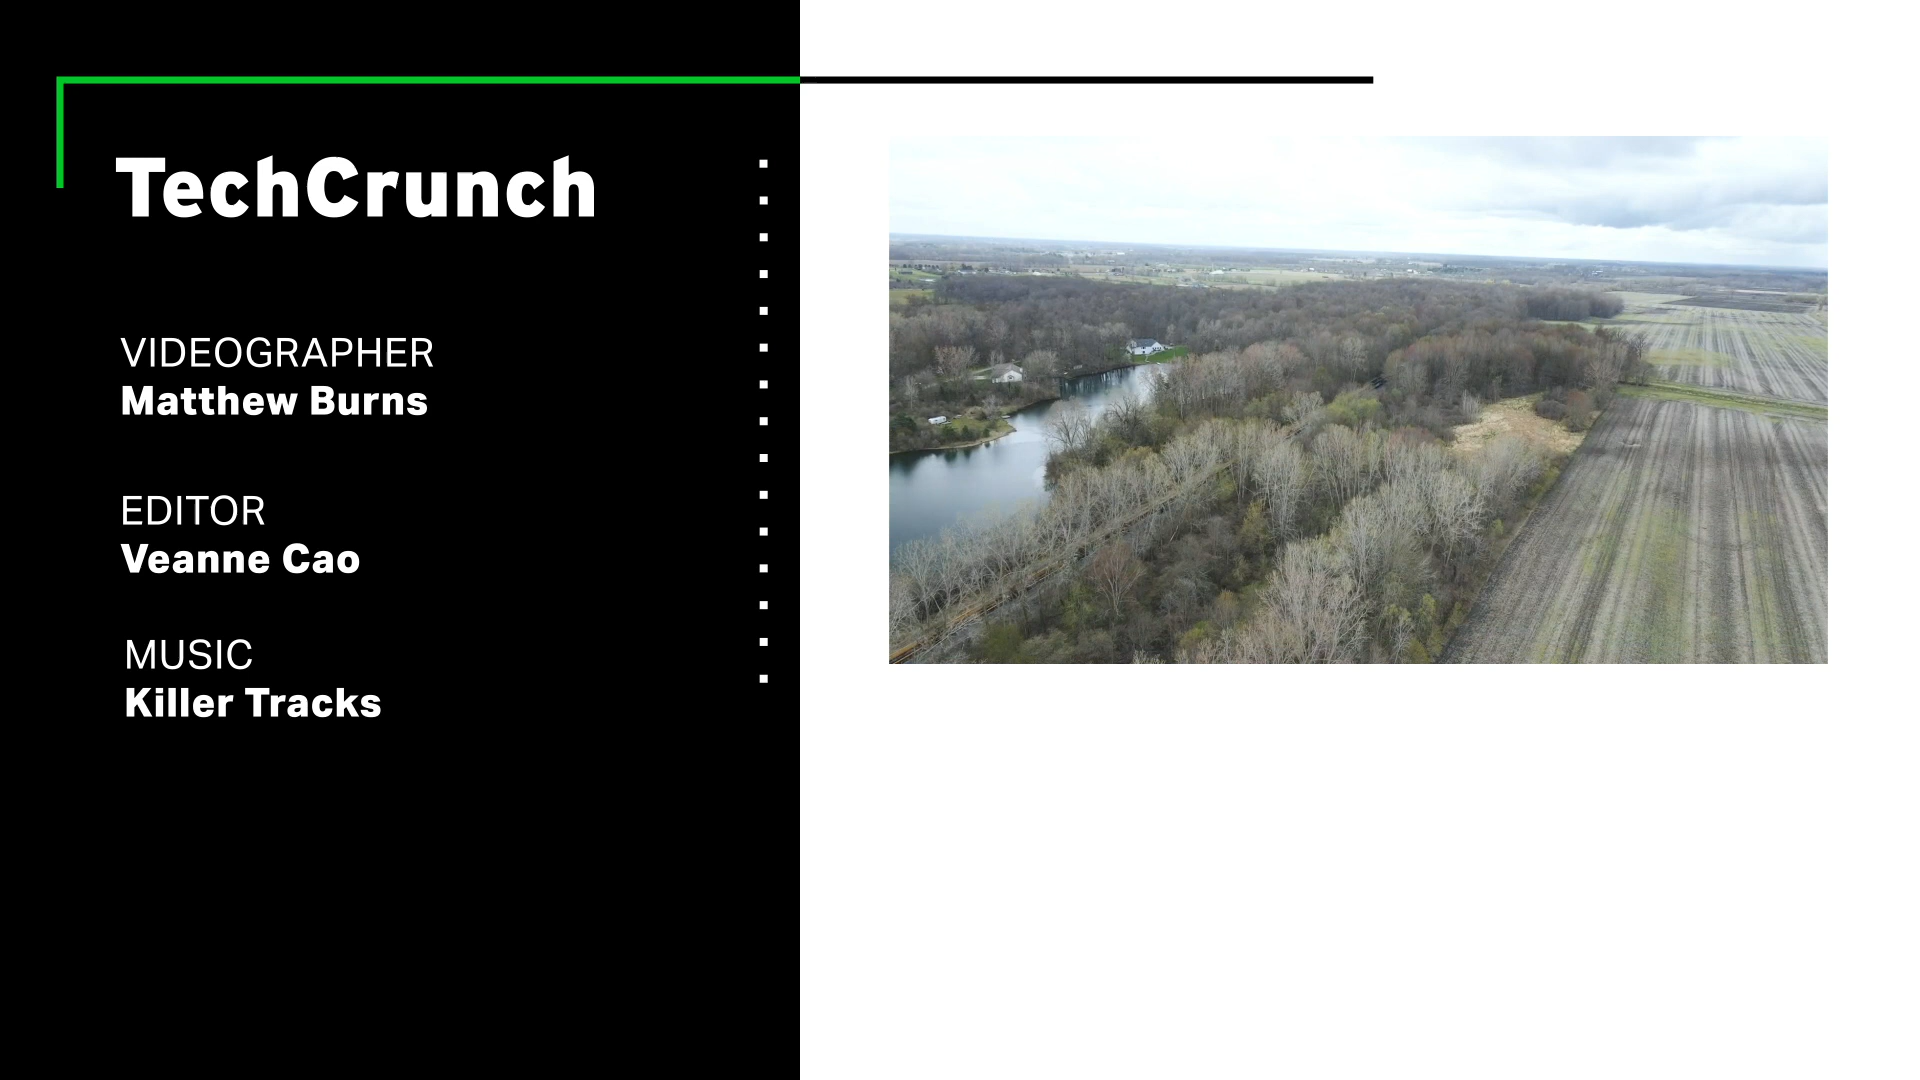 TechCrunch
VIDEOGRAPHER
Matthew Burns
EDITOR
Veanne Cao
MUSIC
Killer Tracks